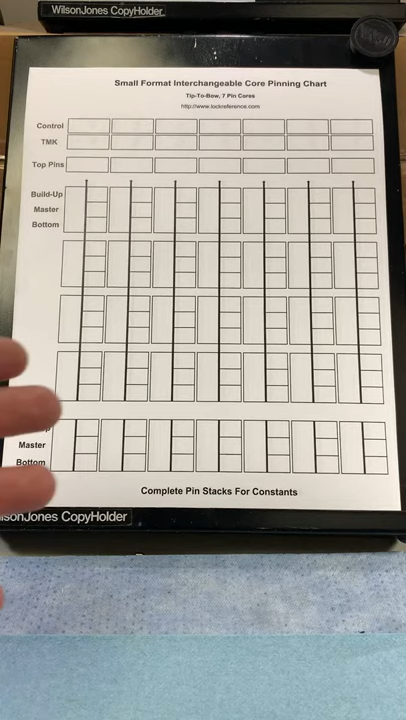 WilsonJones CopyHolder
Small Format Interchangeable Core Pinning Chart
Tip-To-Bow, 7 Pin Cores
http://www.lockreference.com
Control
TMK
Top Pins
Build-Up
Master
Bottom
Master
Bottom
Complete Pin Stacks For Constants
lsonJones CopyHolder